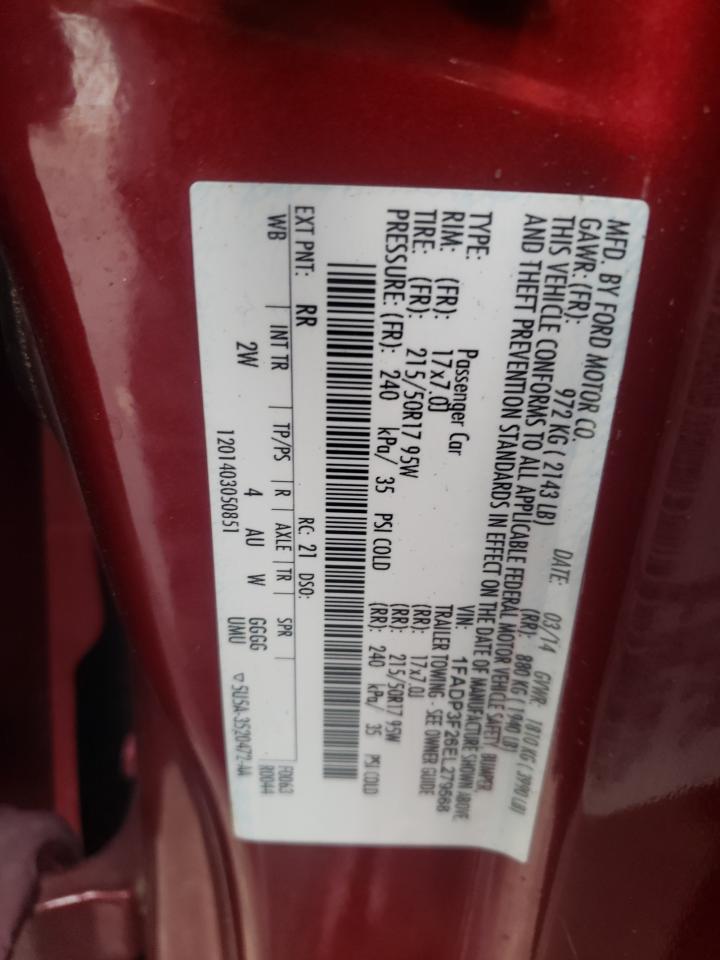 MFD. BY FORD MOTOR CO. DATE: 03/14 GVWR: 1810 KG ( 3990 LB)
GAWR: (FR): 972 KG ( 2143 LB) (RR): 880 KG ( 1940 LB)
THIS VEHICLE CONFORMS TO ALL APPLICABLE FEDERAL MOTOR VEHICLE SAFETY BUMPER,
AND THEFT PREVENTION STANDARDS IN EFFECT ON THE DATE OF MANUFACTURE SHOWN ABOVE
VIN: 1FADP3F26EL279668
TYPE: Passenger Car TRAILER TOWING - SEE OWNER GUIDE
RIM: (FR): 17x7.0J (RR): 17x7.0J
TIRE: (FR): 215/50R17 95W (RR): 215/50R17 95W
PRESSURE: (FR): 240 kPa/ 35 PSI COLD (RR): 240 kPa/ 35 PSI COLD
EXT PNT: RR RC: 21 DSO: F0063
WB INT TR TP/PS R AXLE TR SPR R0044
2W 4 AU W GGGG
UMU
1201403050851 ▽5U5A-3520472-AA